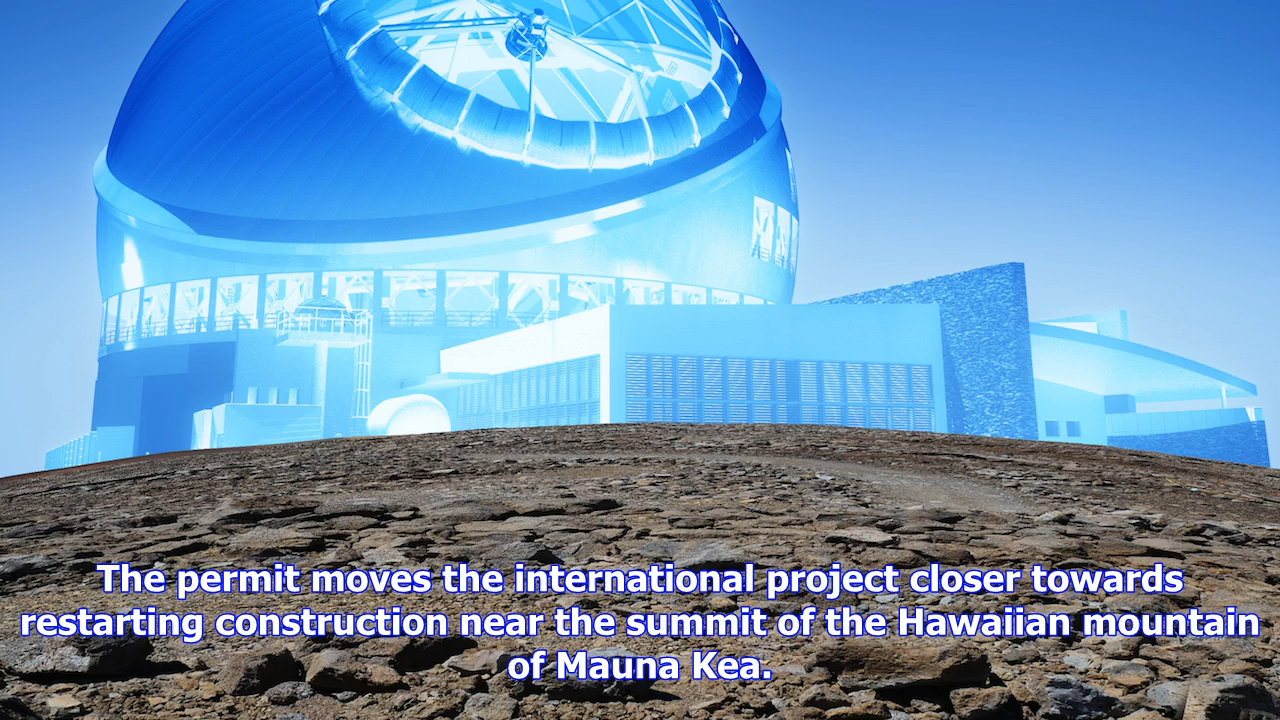 The permit moves the international project closer towards
restarting construction near the summit of the Hawaiian mountain
of Mauna Kea.